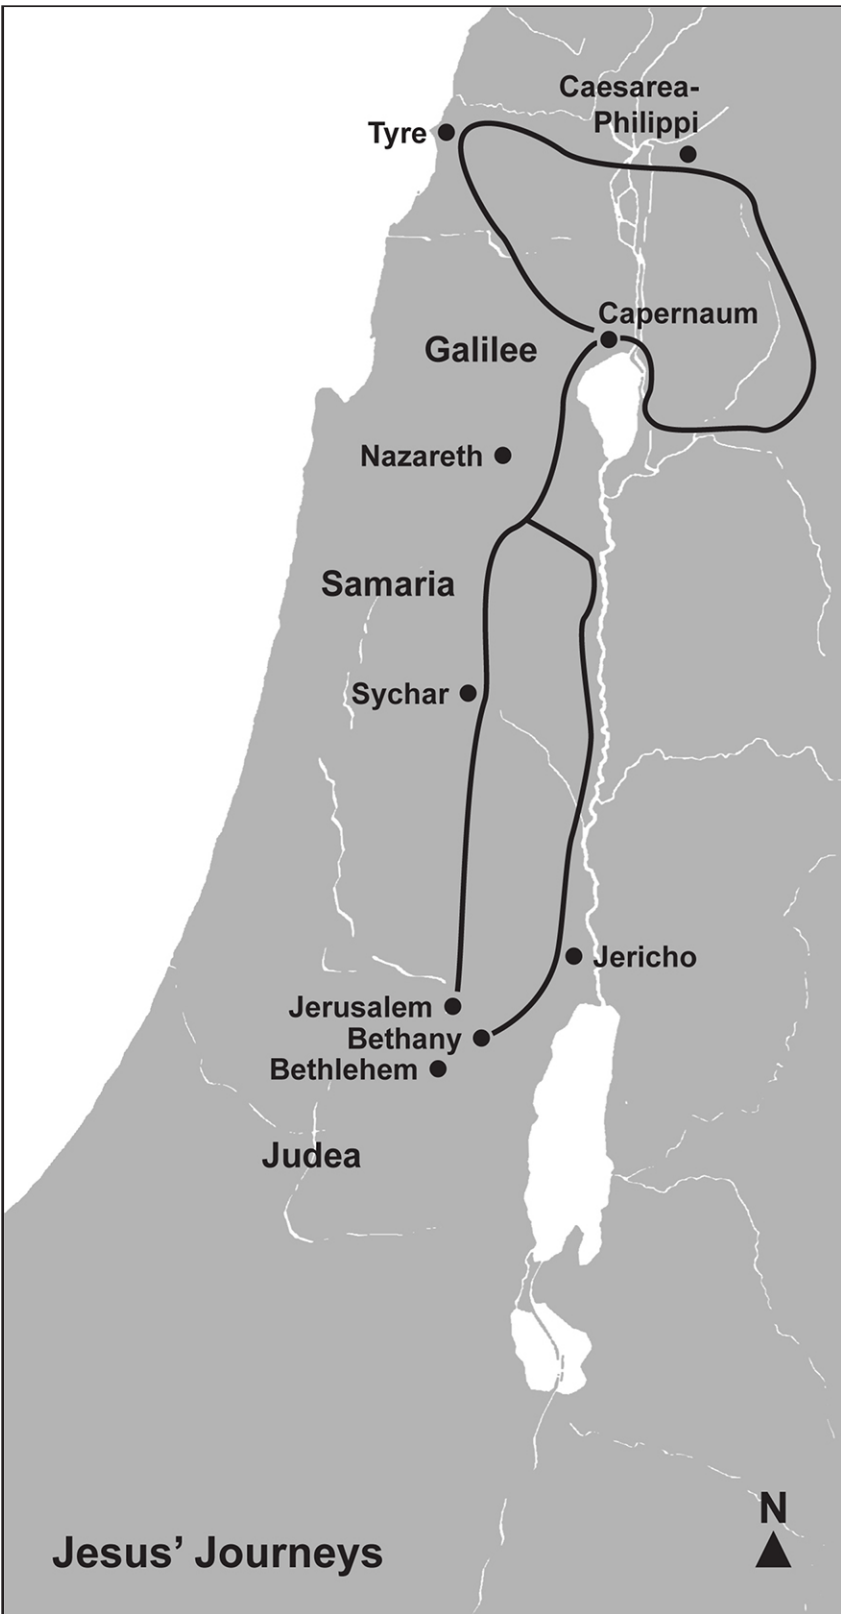 Caesarea-
Philippi
Tyre
Capernaum
Galilee
Nazareth
Samaria
Sychar
Jericho
Jerusalem
Bethany
Bethlehem
Judea
N
Jesus’ Journeys